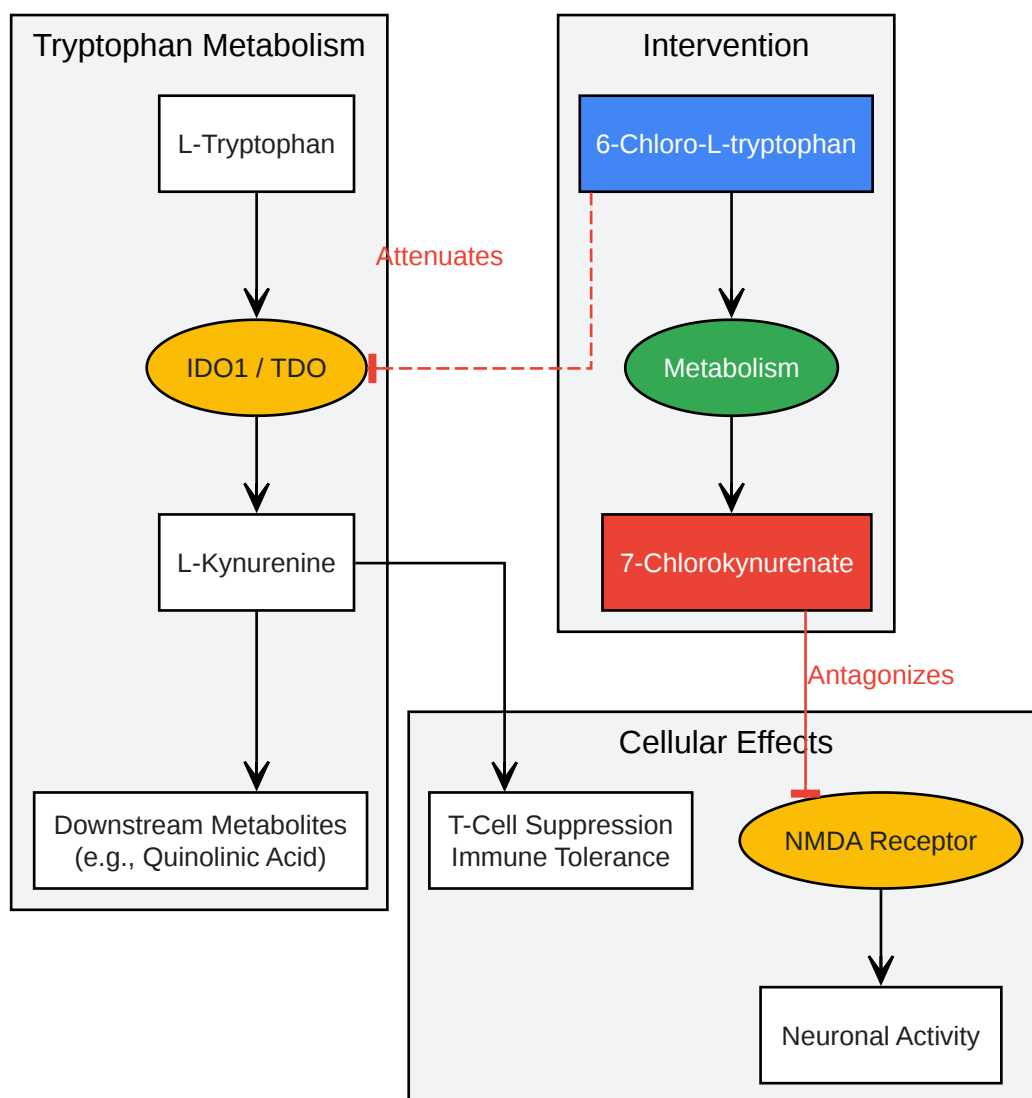 Tryptophan Metabolism
L-Tryptophan
IDO1 / TDO
L-Kynurenine
Downstream Metabolites
(e.g., Quinolinic Acid)
Intervention
6-Chloro-L-tryptophan
Attenuates
Metabolism
7-Chlorokynurenate
Antagonizes
Cellular Effects
T-Cell Suppression
Immune Tolerance
NMDA Receptor
Neuronal Activity